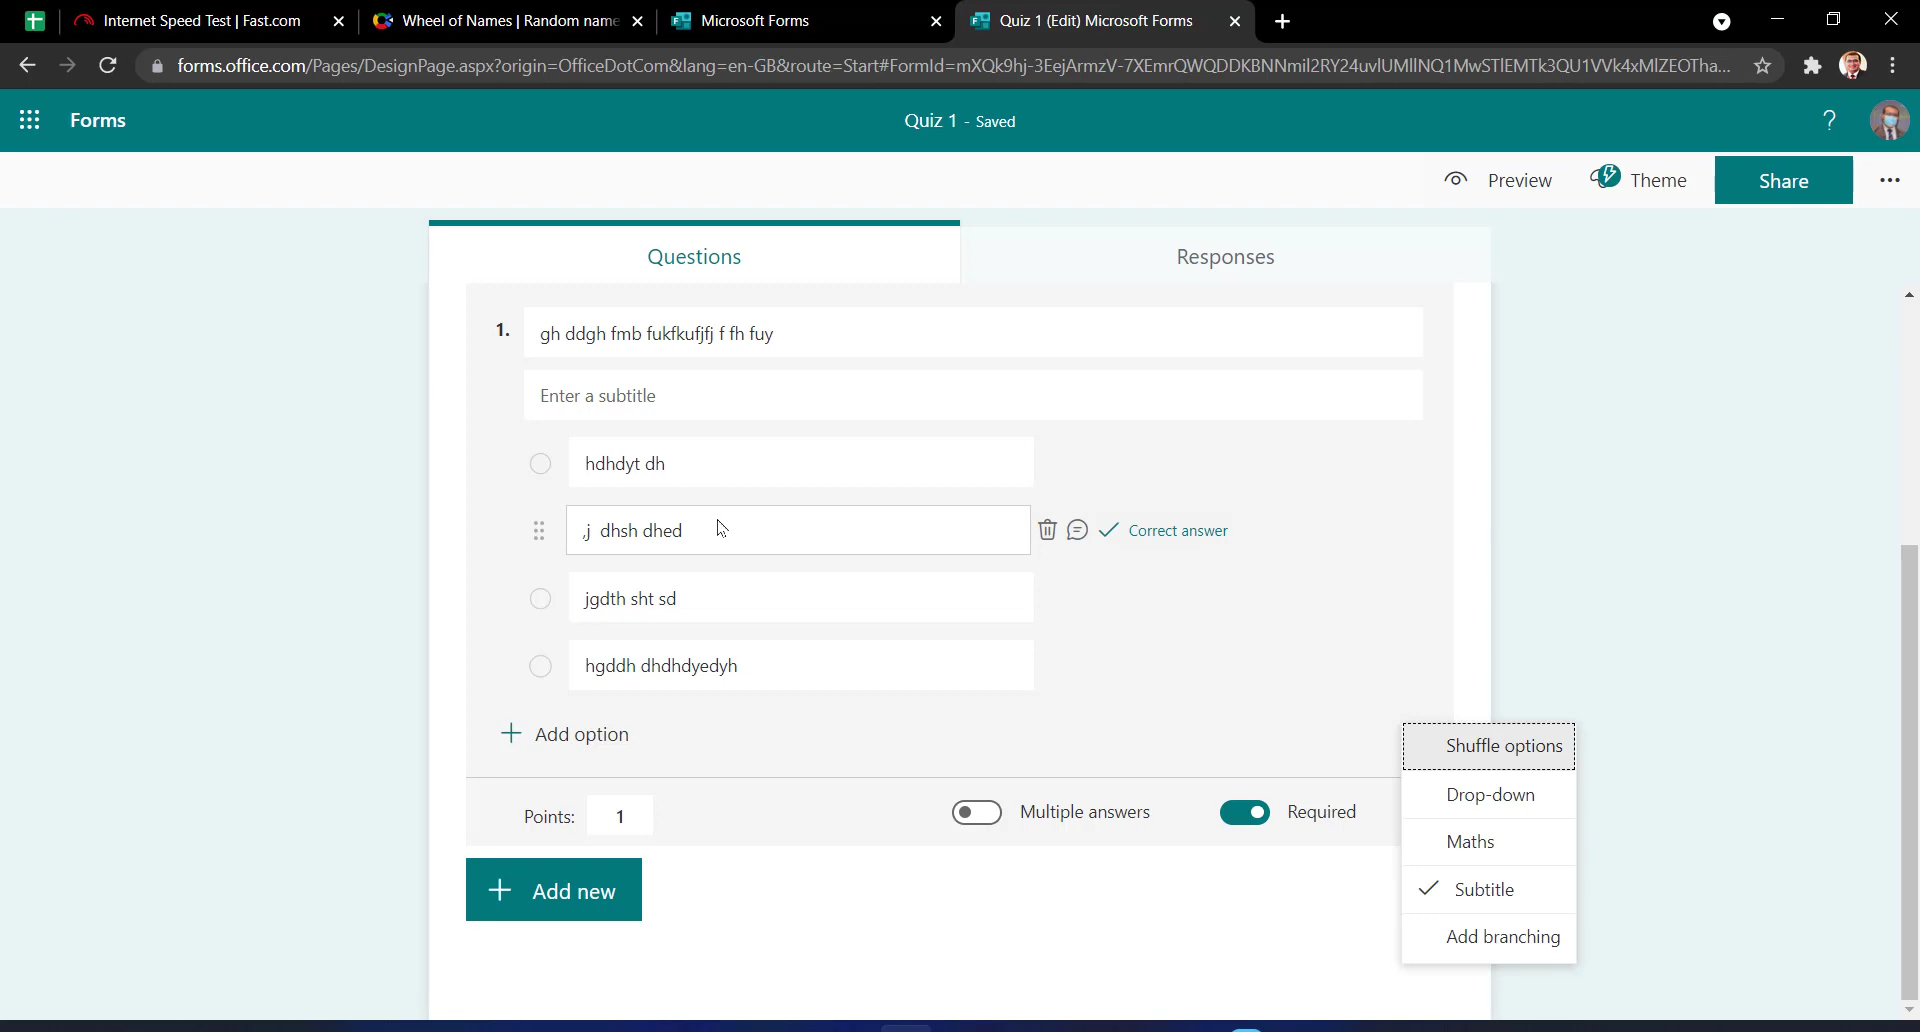 Internet Speed Test | Fast.com
Wheel of Names | Random name
Microsoft Forms
Quiz 1 (Edit) Microsoft Forms
forms.office.com/Pages/DesignPage.aspx?origin=OfficeDotCom&lang=en-GB&route=Start#FormId=mXQk9hj-3EejArmzV-7XEmrQWQDDKBNNmil2RY24uvlUMllNQ1MwSTlEMTk3QU1VVk4xMlZEOTha...
Forms
Quiz 1 - Saved
?
Preview
Theme
Share
Questions
Responses
1.
gh ddgh fmb fukfkufjfj f fh fuy
Enter a subtitle
hdhdyt dh
,j dhsh dhed
Correct answer
jgdth sht sd
hgddh dhdhdyedyh
Add option
Shuffle options
Drop-down
Maths
Subtitle
Add branching
Points: 1
Multiple answers
Required
Add new